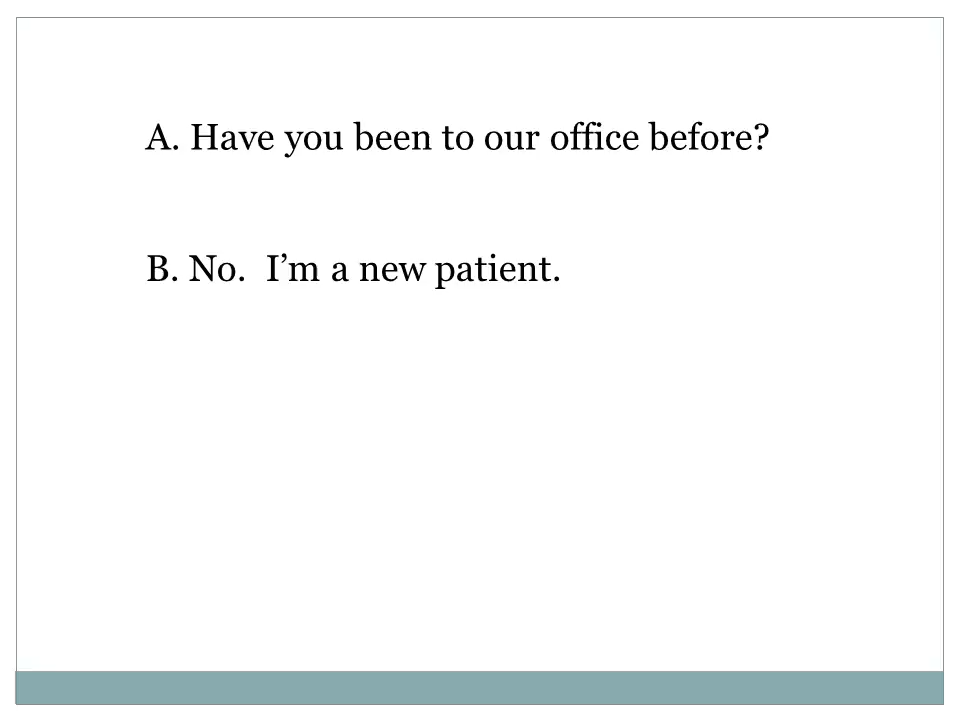 A. Have you been to our office before?
B. No.  I’m a new patient.